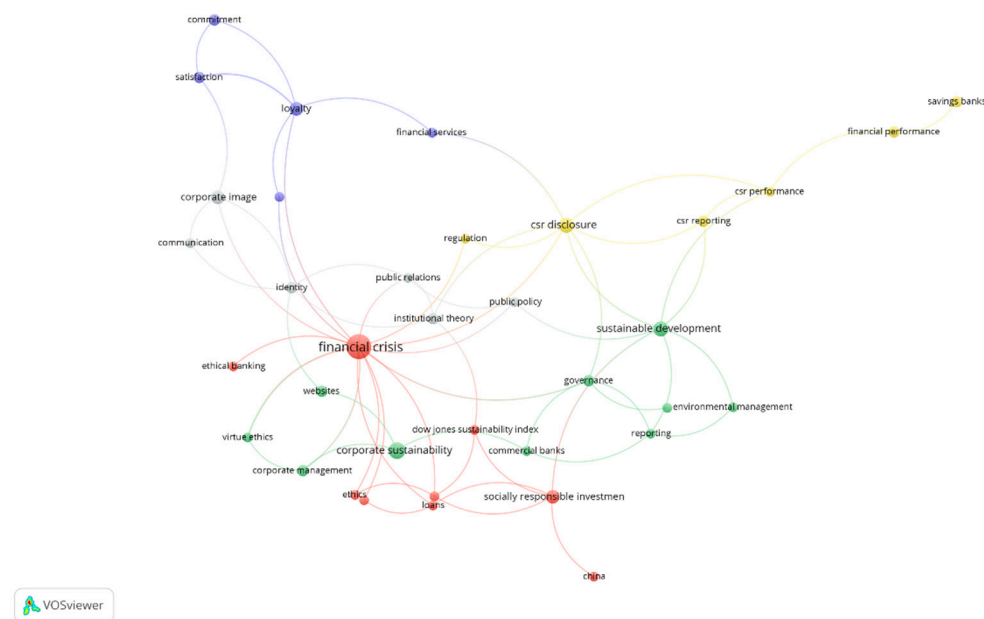 commitment
satisfaction
loyalty
savings banks
financial services
financial performance
csr performance
corporate image
csr reporting
csr disclosure
regulation
communication
public relations
identity
public policy
institutional theory
sustainable development
financial crisis
ethical banking
governance
websites
environmental management
dow jones sustainability index
reporting
virtue ethics
corporate sustainability
commercial banks
corporate management
ethics
socially responsible investmen
loans
china
VOSviewer